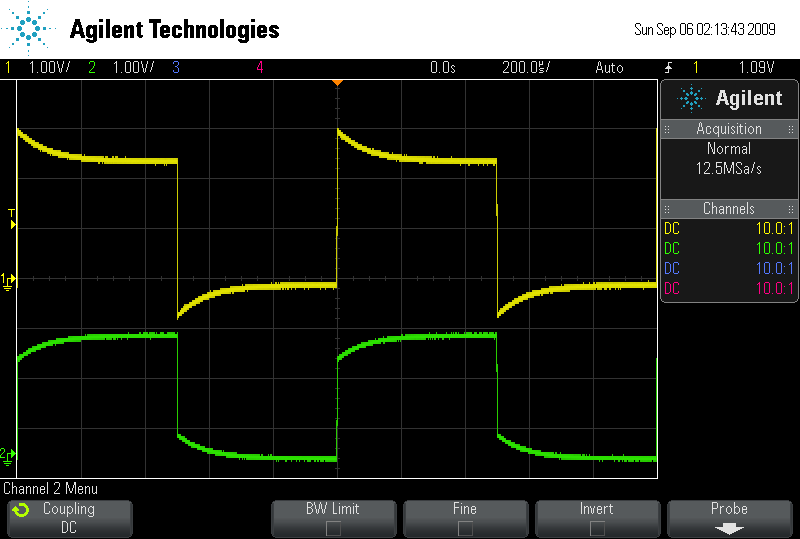 Agilent Technologies
Sun Sep 06 02:13:43 2009
1 1.00V/ 2 1.00V/ 3 4 0.0s 200.0µs/ Auto 1 1.09V
Agilent
Acquisition
Normal
12.5MSa/s
Channels
DC 10.0:1
DC 10.0:1
DC 10.0:1
DC 10.0:1
T
1
2
Channel 2 Menu
Coupling
DC
BW Limit
Fine
Invert
Probe